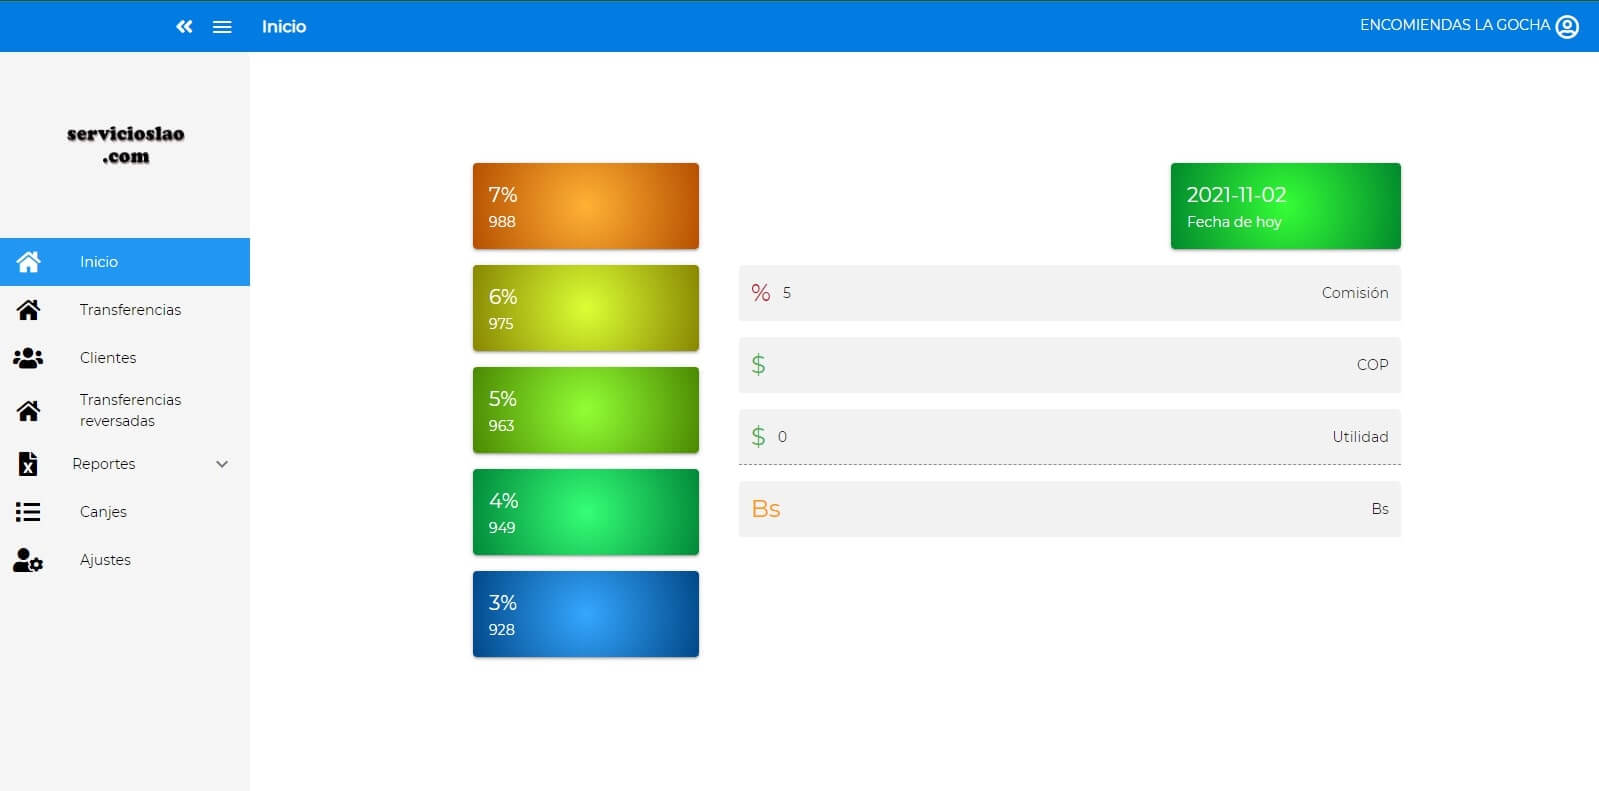 Inicio
ENCOMIENDAS LA GOCHA
servicioslao
.com
Inicio
Transferencias
Clientes
Transferencias
reversadas
Reportes
Canjes
Ajustes
7%
988
6%
975
5%
963
4%
949
3%
928
2021-11-02
Fecha de hoy
% 5 Comisión
$ COP
$ 0 Utilidad
Bs Bs